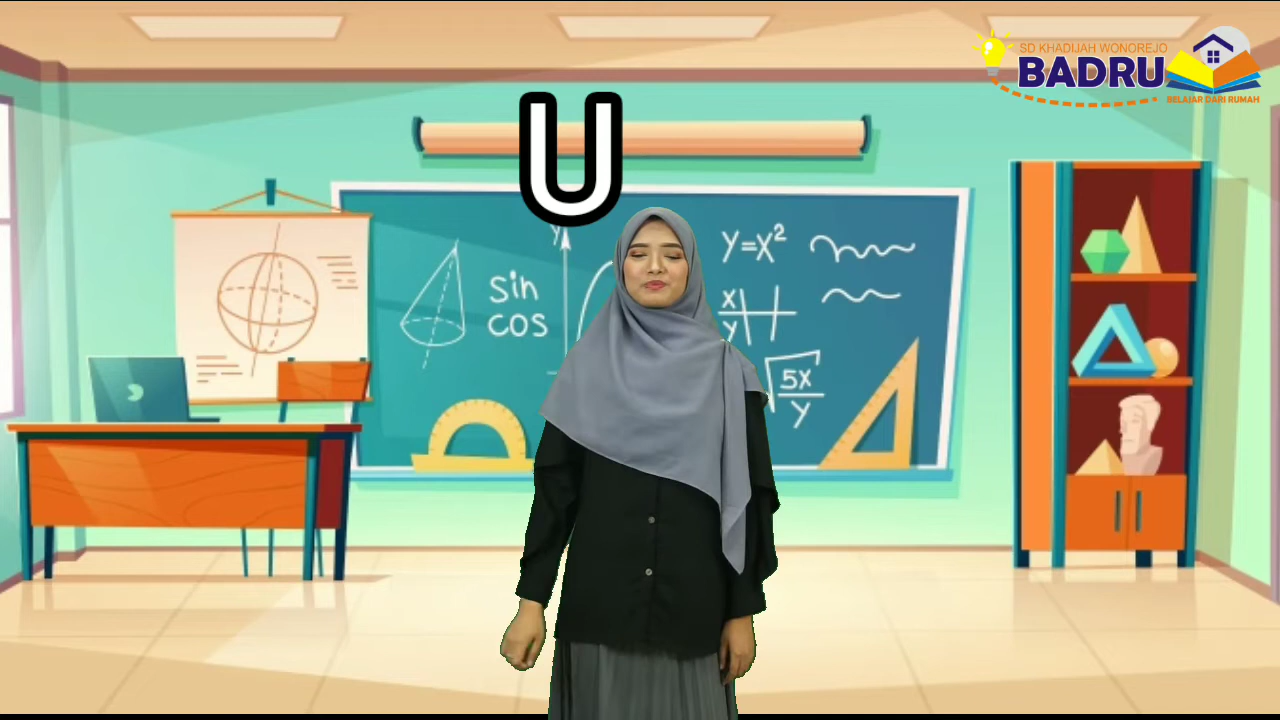 SD KHADIJAH WONOREJO
BADRU
BELAJAR DARI RUMAH
U
y
sin
cos
y=x²
x
y
5x
y